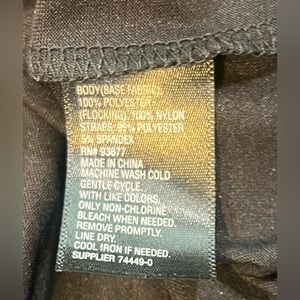 BODY(BASE FABRIC)
100% POLYESTER
(FLOCKING): 100% NYLON
STRAPS: 95% POLYESTER
5% SPANDEX
RN# 93677
MADE IN CHINA
MACHINE WASH COLD
GENTLE CYCLE.
WITH LIKE COLORS.
ONLY NON-CHLORINE
BLEACH WHEN NEEDED.
REMOVE PROMPTLY.
LINE DRY.
COOL IRON IF NEEDED.
SUPPLIER 74449-0